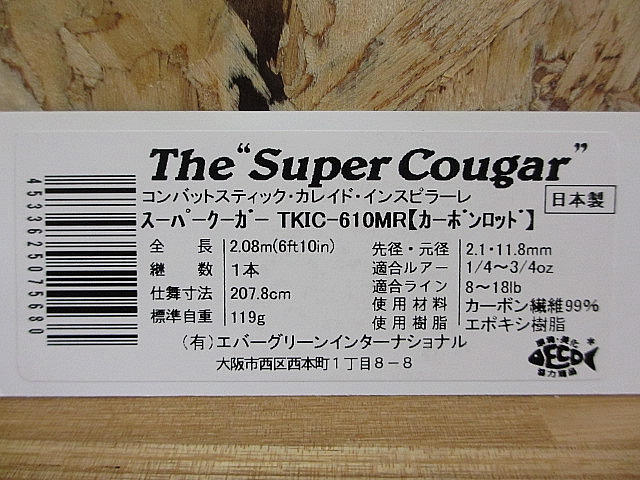 The "Super Cougar"
コンバットスティック・カレイド・インスピラーレ
日本製
スーパークーガー TKIC-610MR【カーボンロッド】
全長 2.08m(6ft10in)
継数 1本
仕舞寸法 207.8cm
標準自重 119g
先径・元径 2.1・11.8mm
適合ルアー 1/4～3/4oz
適合ライン 8～18lb
使用材料 カーボン繊維99%
使用樹脂 エポキシ樹脂
(有)エバーグリーンインターナショナル
大阪市西区西本町1丁目8-8
4533625075680
ECO
協力商品